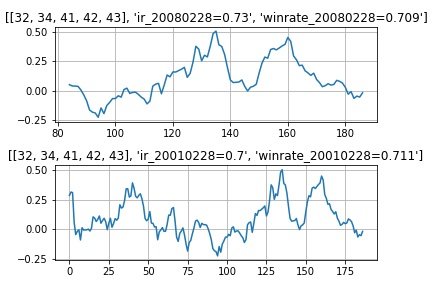 [[32, 34, 41, 42, 43], 'ir_20080228=0.73', 'winrate_20080228=0.709']
0.50
0.25
0.00
−0.25
80 100 120 140 160 180
[[32, 34, 41, 42, 43], 'ir_20010228=0.7', 'winrate_20010228=0.711']
0.50
0.25
0.00
−0.25
0 25 50 75 100 125 150 175